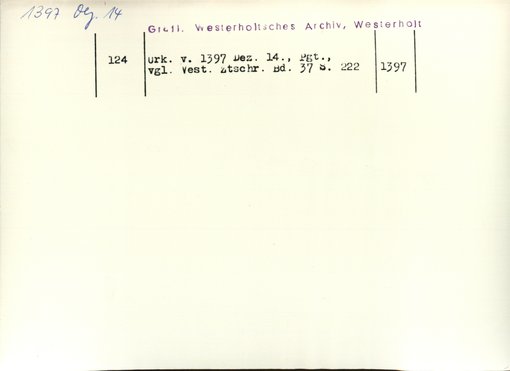 1397 Dez. 14
Gräfl. Westerholtsches Archiv, Westerholt
124
Urk. v. 1397 Dez. 14., Pgt.,
vgl. West. Ztschr. Bd. 37 S. 222
1397